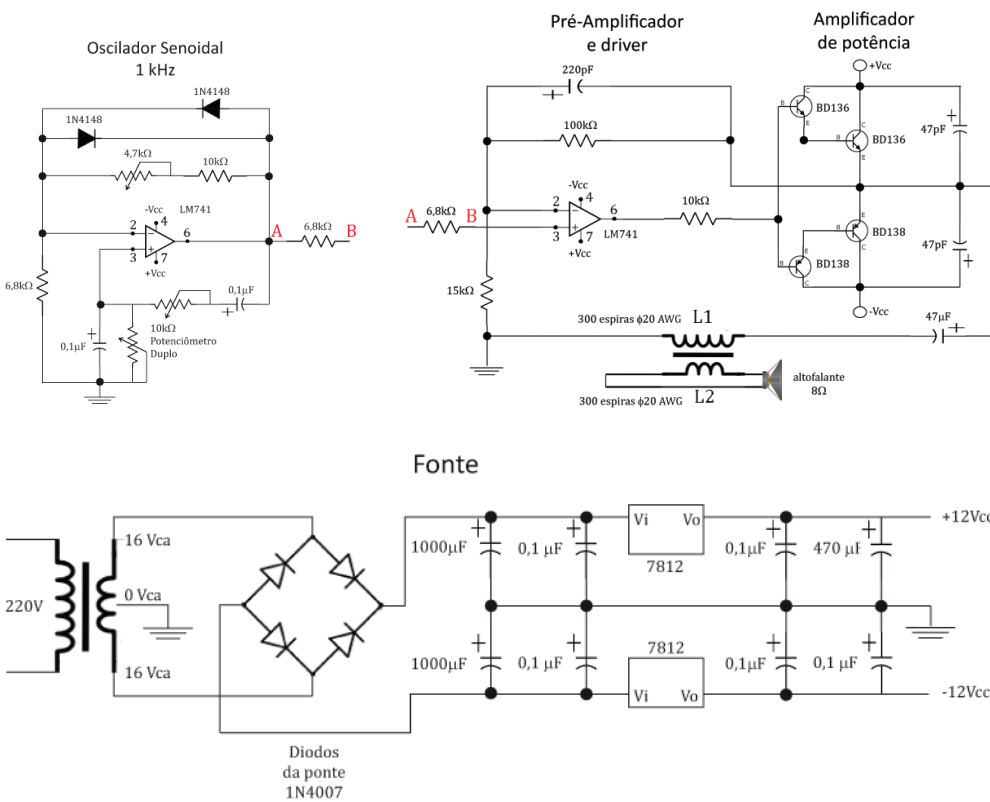 Oscilador Senoidal
1 kHz
1N4148
1N4148
4,7kΩ
10kΩ
-Vcc
4
LM741
2
6
3
7
+Vcc
A
6,8kΩ
B
6,8kΩ
0,1µF
10kΩ
Potenciômetro
Duplo
0,1µF
Pré-Amplificador
e driver
220pF
100kΩ
A
6,8kΩ
B
-Vcc
4
2
6
3
7
LM741
+Vcc
10kΩ
15kΩ
Amplificador
de potência
+Vcc
C
B
BD136
E
C
B
BD136
E
47pF
E
B
BD138
C
E
B
BD138
C
47pF
-Vcc
300 espiras ϕ20 AWG
L1
47µF
300 espiras ϕ20 AWG
L2
altofalante
8Ω
Fonte
220V
16 Vca
0 Vca
16 Vca
Diodos
da ponte
1N4007
1000µF
0,1 µF
Vi
Vo
7812
0,1µF
470 µF
+12Vcc
1000µF
0,1 µF
7812
Vi
Vo
0,1µF
0,1 µF
-12Vcc